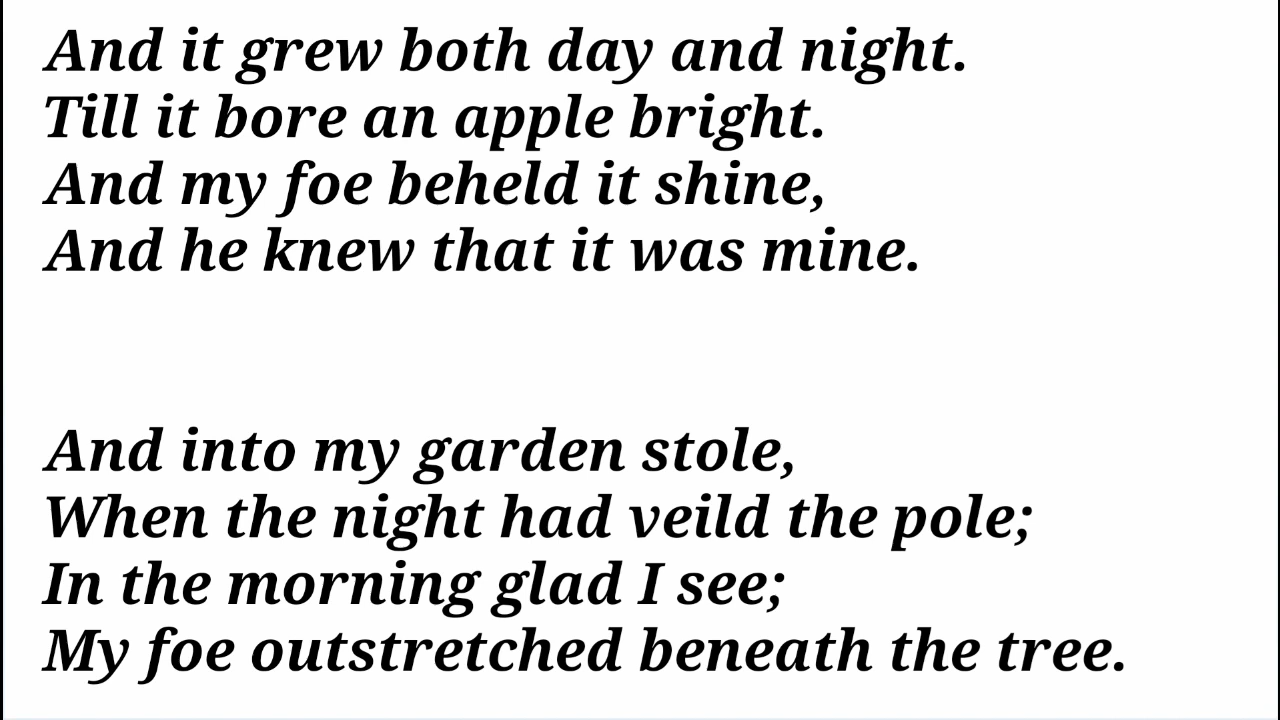 And it grew both day and night.
Till it bore an apple bright.
And my foe beheld it shine,
And he knew that it was mine.
And into my garden stole,
When the night had veild the pole;
In the morning glad I see;
My foe outstretched beneath the tree.